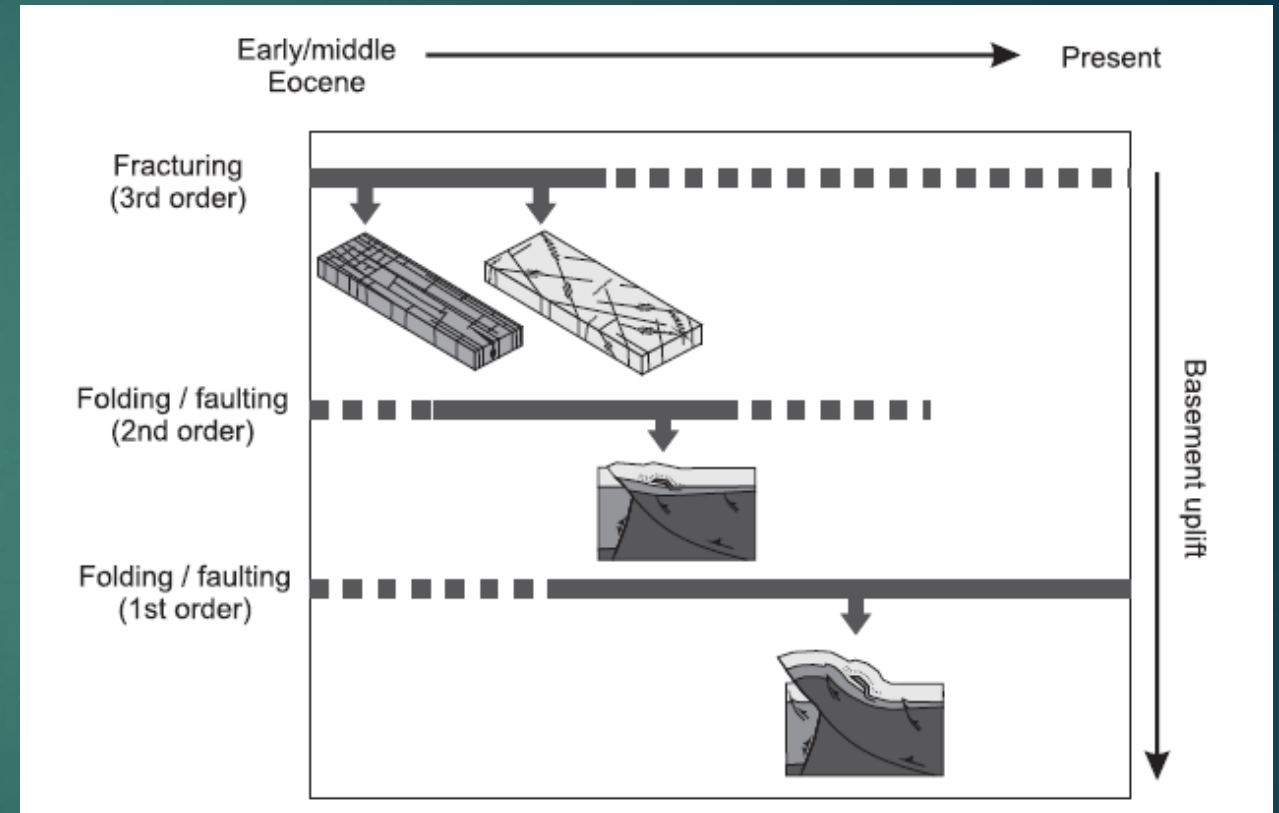 Early/middle
Eocene
Present
Fracturing
(3rd order)
Folding / faulting
(2nd order)
Folding / faulting
(1st order)
Basement uplift